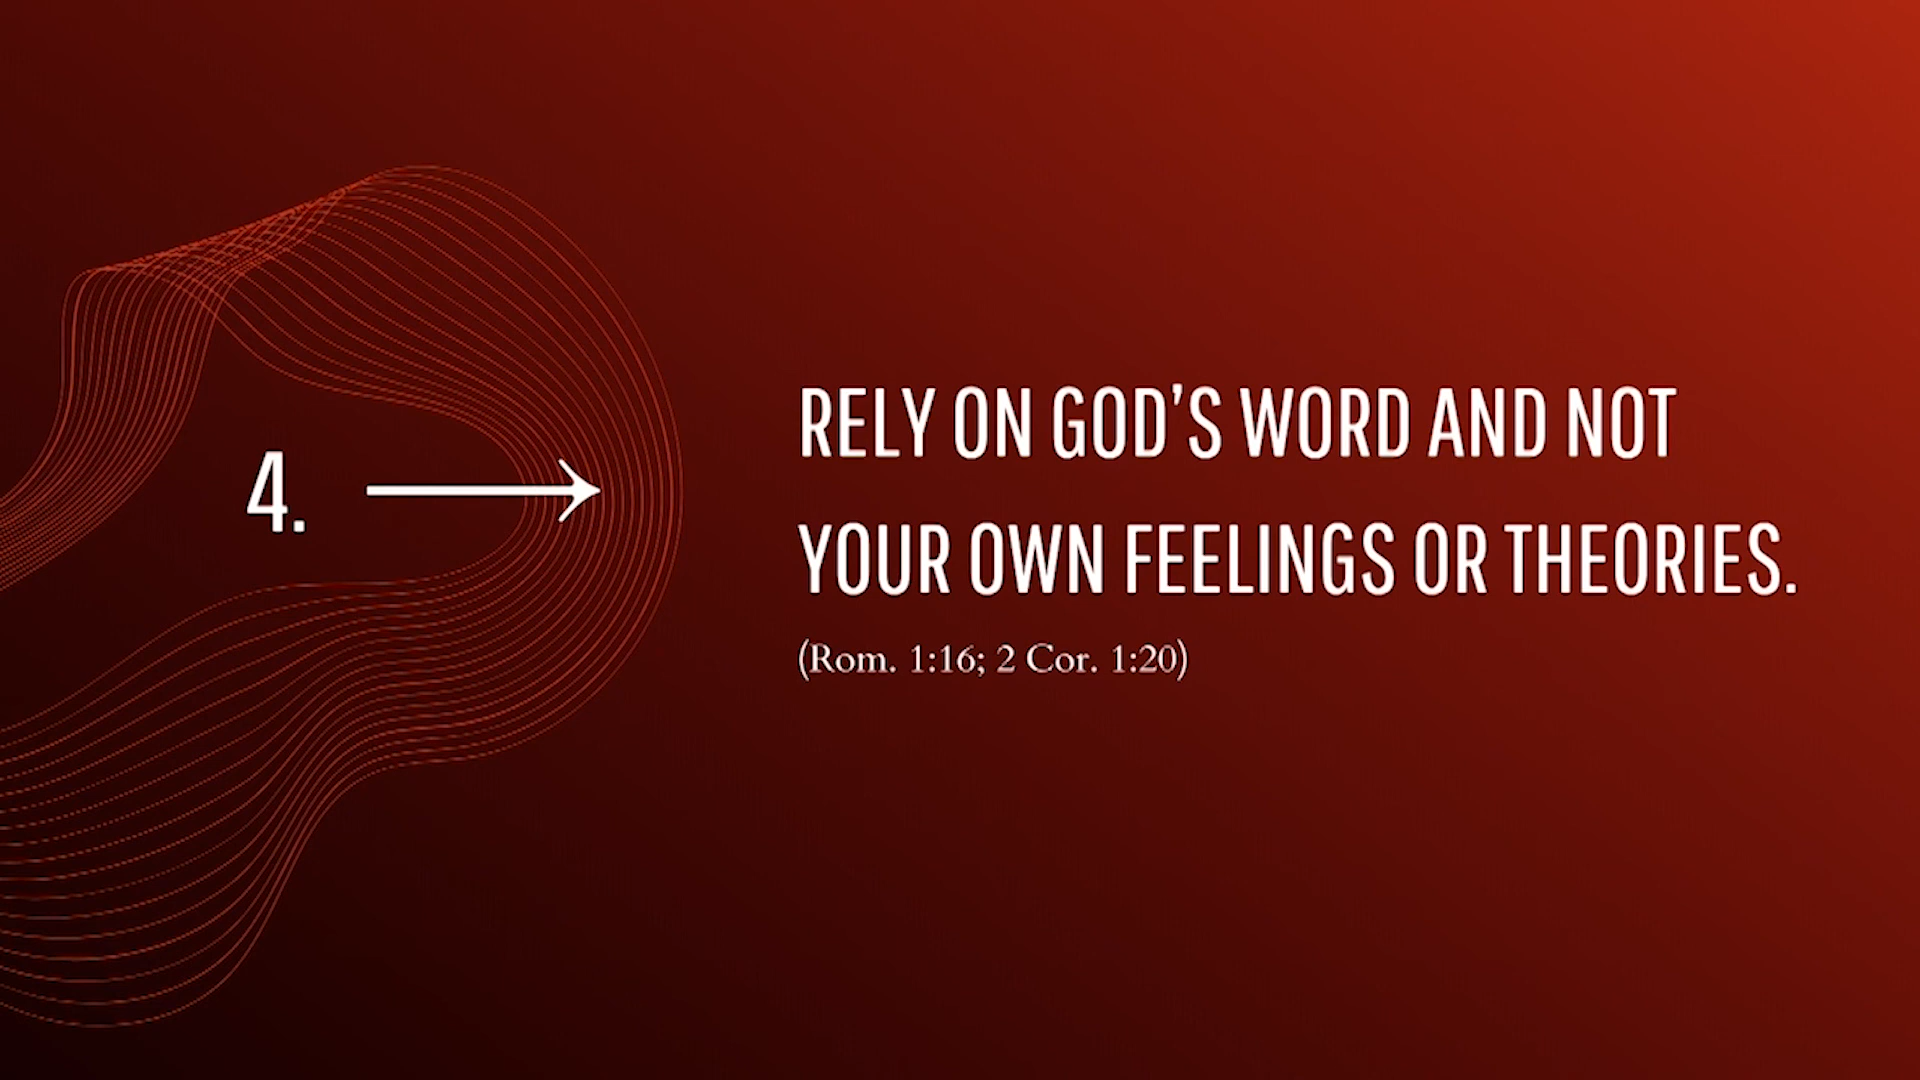 4.
RELY ON GOD’S WORD AND NOT
YOUR OWN FEELINGS OR THEORIES.
(Rom. 1:16; 2 Cor. 1:20)